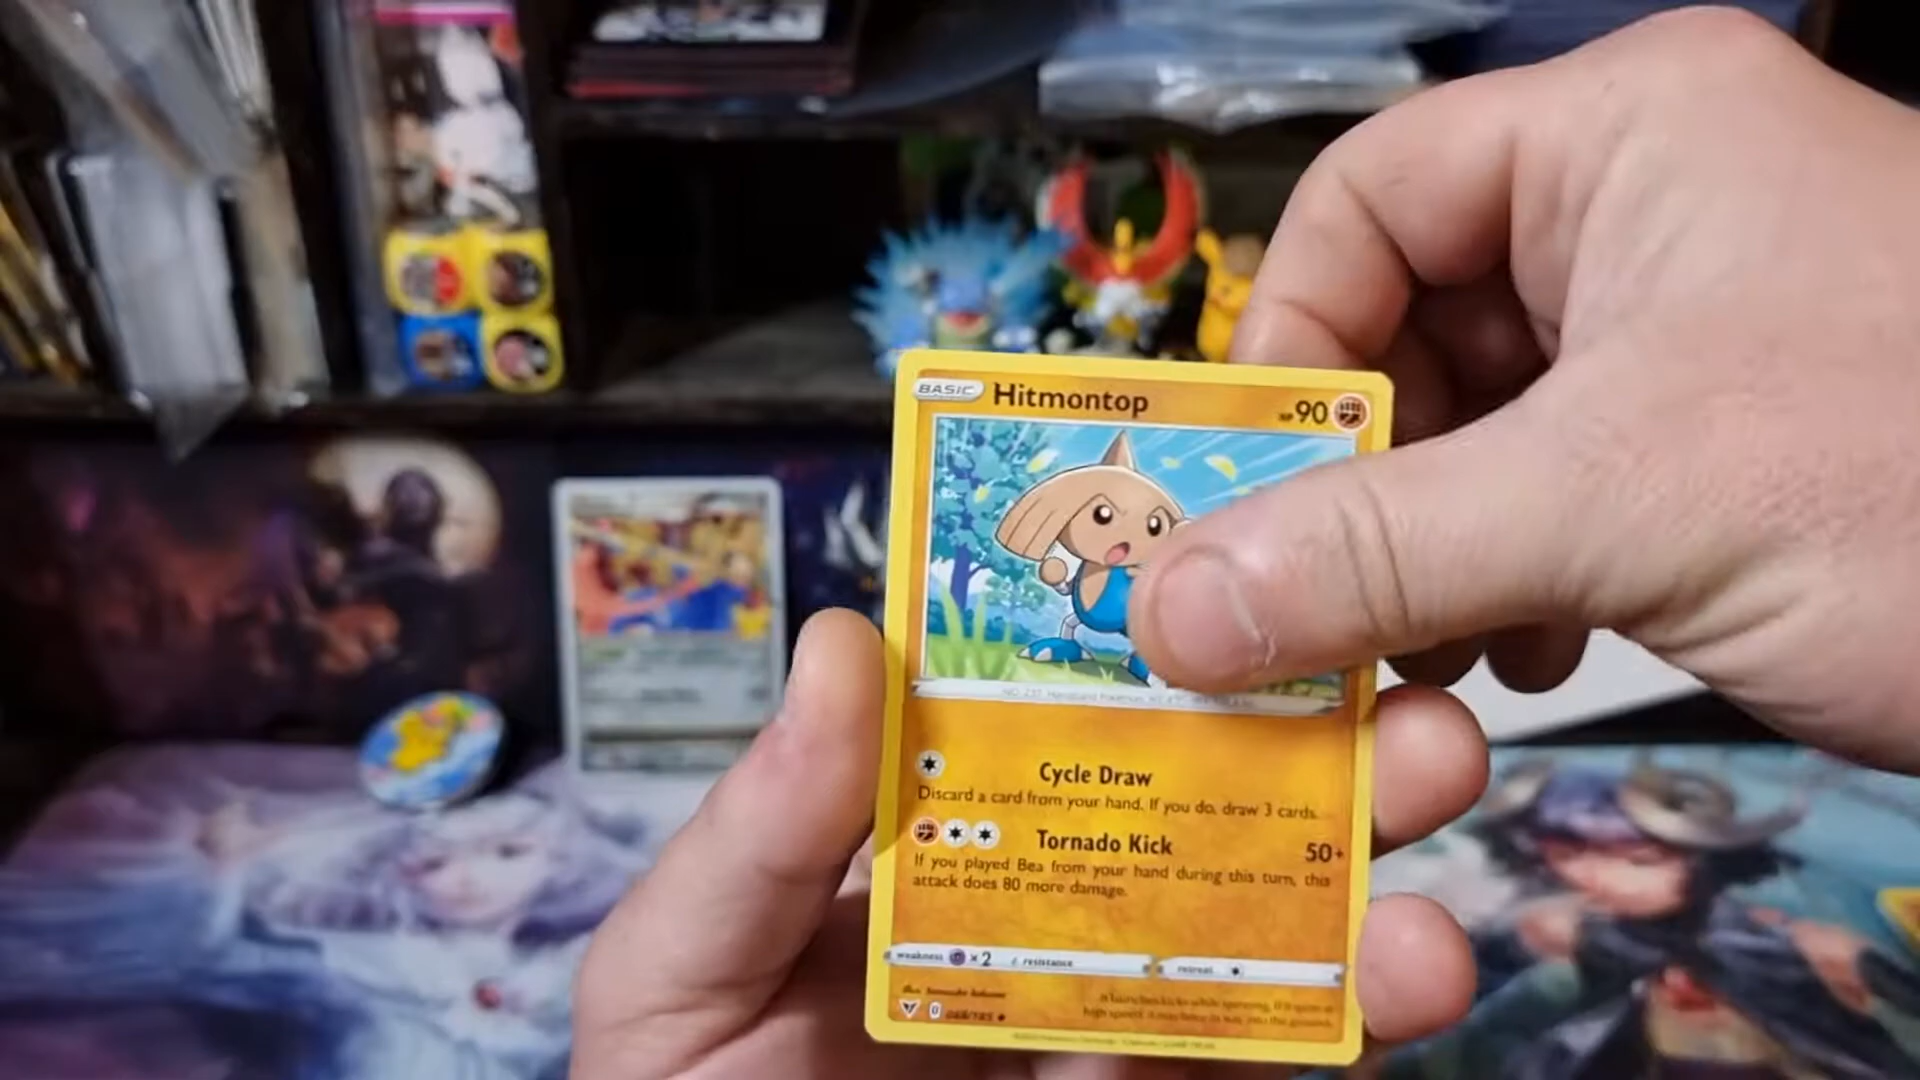 BASIC Hitmontop HP 90
Cycle Draw
Discard a card from your hand. If you do, draw 3 cards.
Tornado Kick 50+
If you played Bea from your hand during this turn, this
attack does 80 more damage.
weakness ×2 resistance retreat